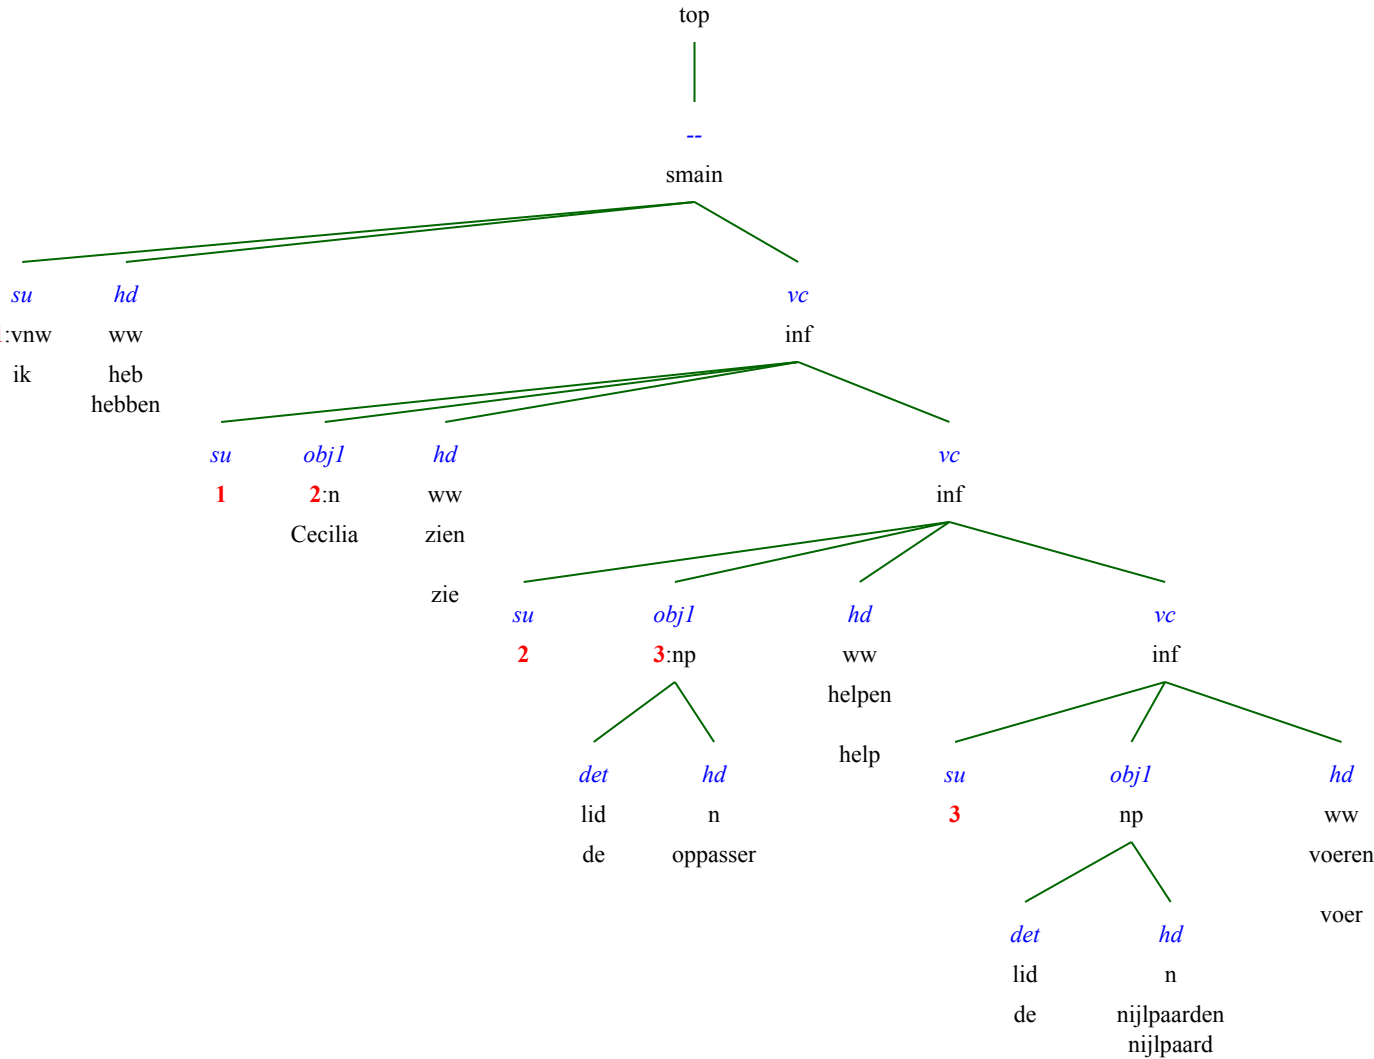 top
--
smain
su hd vc
:vnw ww inf
ik heb
hebben
su obj1 hd vc
1 2:n ww inf
Cecilia zien
zie
su obj1 hd vc
2 3:np ww inf
helpen
help
det hd su obj1 hd
lid n 3 np ww
de oppasser voeren
voer
det hd
lid n
de nijlpaarden
nijlpaard